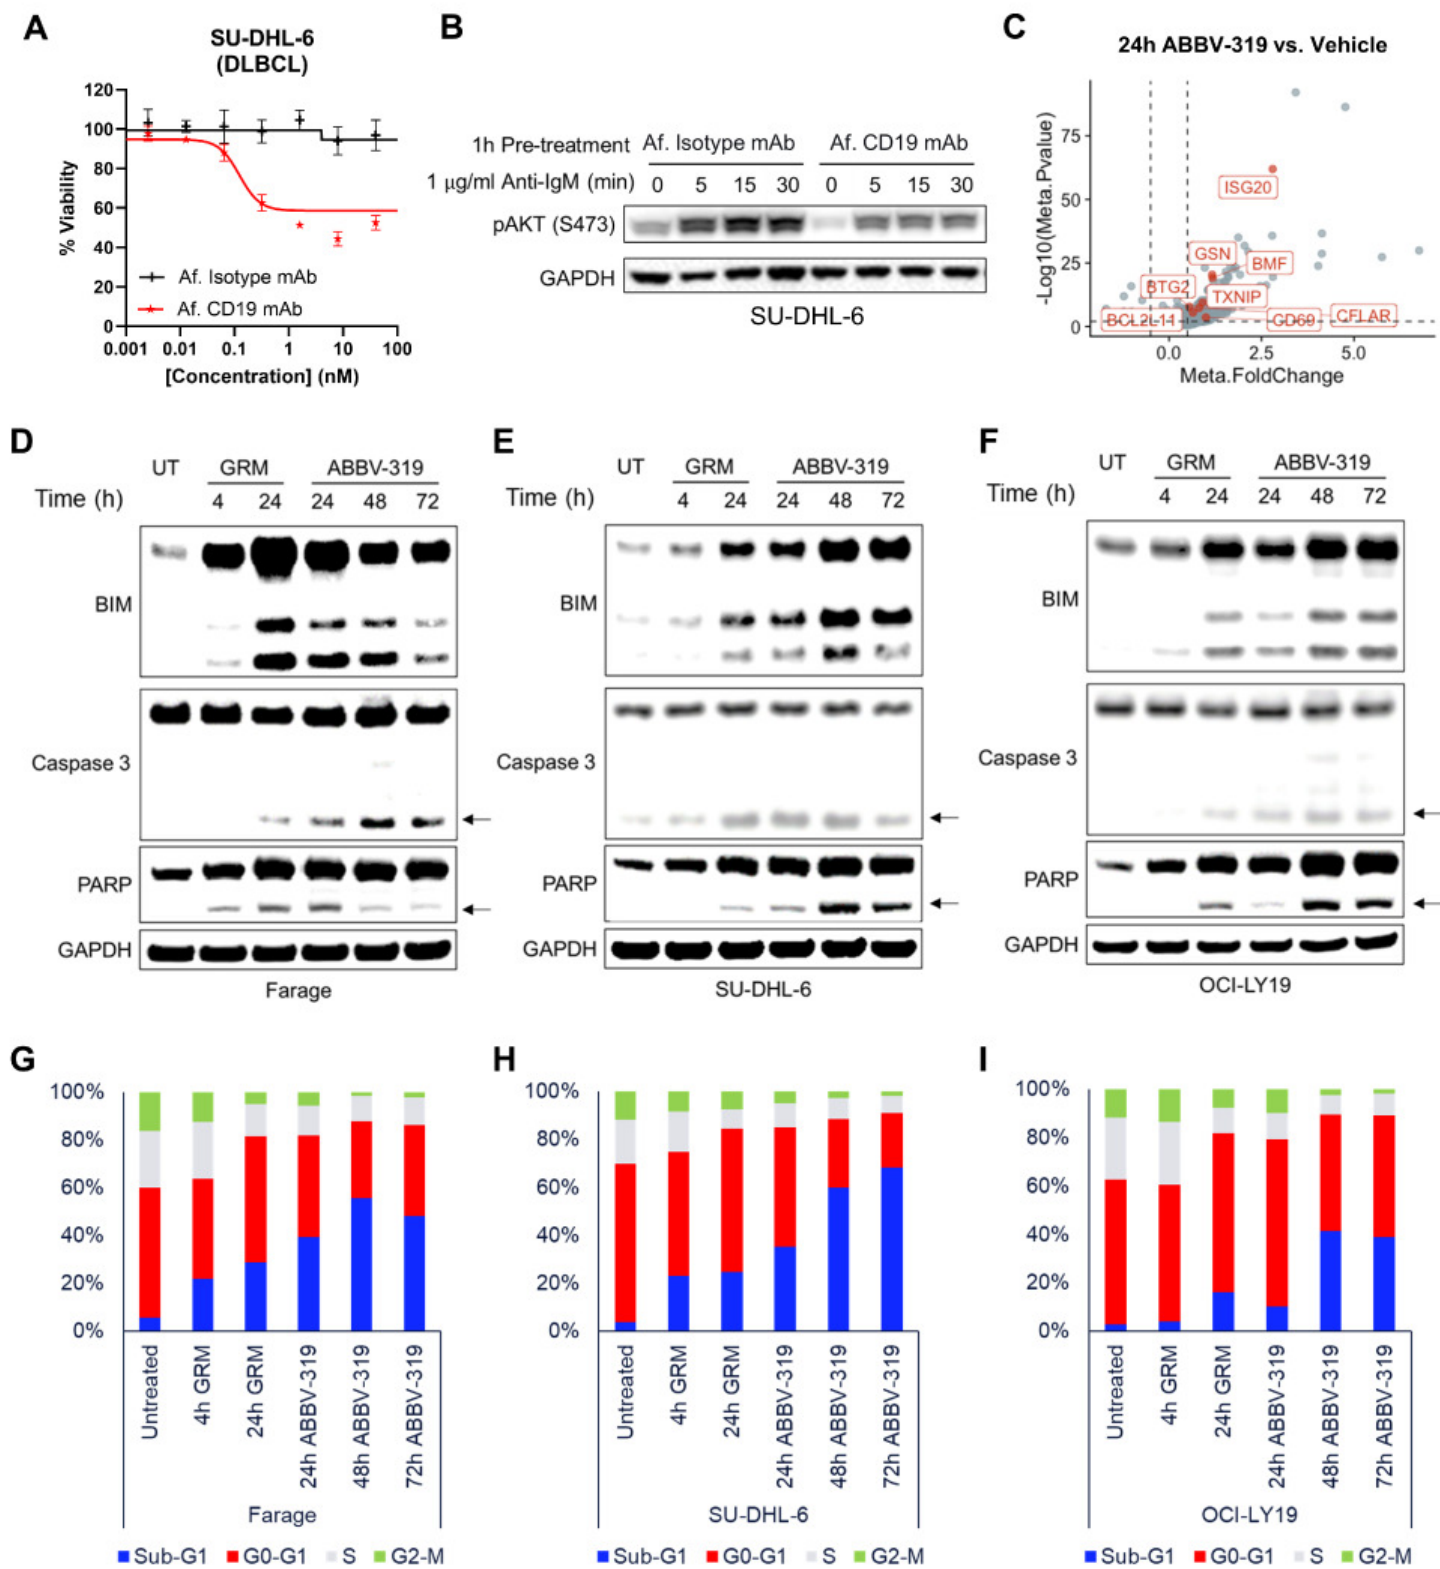 A
SU-DHL-6
(DLBCL)
120
100
80
60
40
20
0
% Viability
Af. Isotype mAb
Af. CD19 mAb
0.001 0.01 0.1 1 10 100
[Concentration] (nM)
B
1h Pre-treatment Af. Isotype mAb Af. CD19 mAb
1 µg/ml Anti-IgM (min) 0 5 15 30 0 5 15 30
pAKT (S473)
GAPDH
SU-DHL-6
C
24h ABBV-319 vs. Vehicle
-Log10(Meta.Pvalue)
75
50
25
0
ISG20
GSN
BMF
BTG2
TXNIP
BCL2L11
CD69
CFLAR
0.0 2.5 5.0
Meta.FoldChange
D
UT GRM ABBV-319
Time (h) 4 24 24 48 72
BIM
Caspase 3
PARP
GAPDH
Farage
E
UT GRM ABBV-319
Time (h) 4 24 24 48 72
BIM
Caspase 3
PARP
GAPDH
SU-DHL-6
F
UT GRM ABBV-319
Time (h) 4 24 24 48 72
BIM
Caspase 3
PARP
GAPDH
OCI-LY19
G
100%
80%
60%
40%
20%
0%
Untreated
4h GRM
24h GRM
24h ABBV-319
48h ABBV-319
72h ABBV-319
Farage
Sub-G1 G0-G1 S G2-M
H
100%
80%
60%
40%
20%
0%
Untreated
4h GRM
24h GRM
24h ABBV-319
48h ABBV-319
72h ABBV-319
SU-DHL-6
Sub-G1 G0-G1 S G2-M
I
100%
80%
60%
40%
20%
0%
Untreated
4h GRM
24h GRM
24h ABBV-319
48h ABBV-319
72h ABBV-319
OCI-LY19
Sub-G1 G0-G1 S G2-M